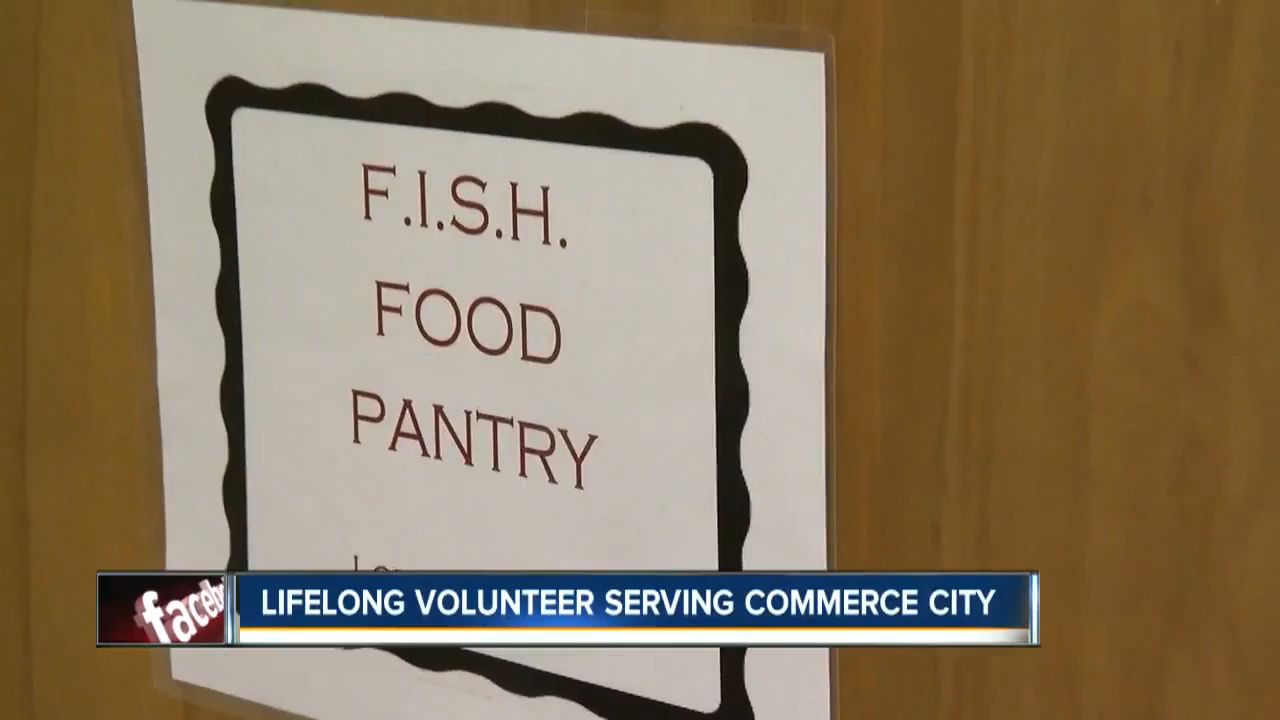 F.I.S.H.
FOOD
PANTRY
LIFELONG VOLUNTEER SERVING COMMERCE CITY